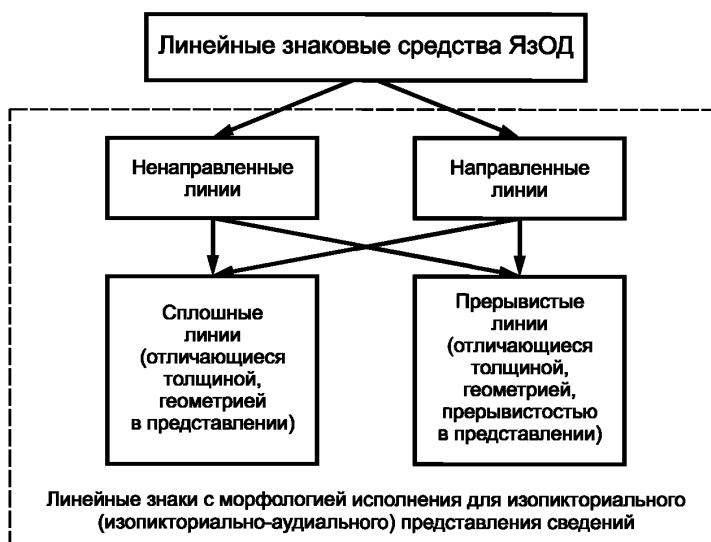 Линейные знаковые средства ЯзОД
Ненаправленные
линии
Направленные
линии
Сплошные
линии
(отличающиеся
толщиной,
геометрией
в представлении)
Прерывистые
линии
(отличающиеся
толщиной,
геометрией,
прерывистостью
в представлении)
Линейные знаки с морфологией исполнения для изопикториального
(изопикториально-аудиального) представления сведений